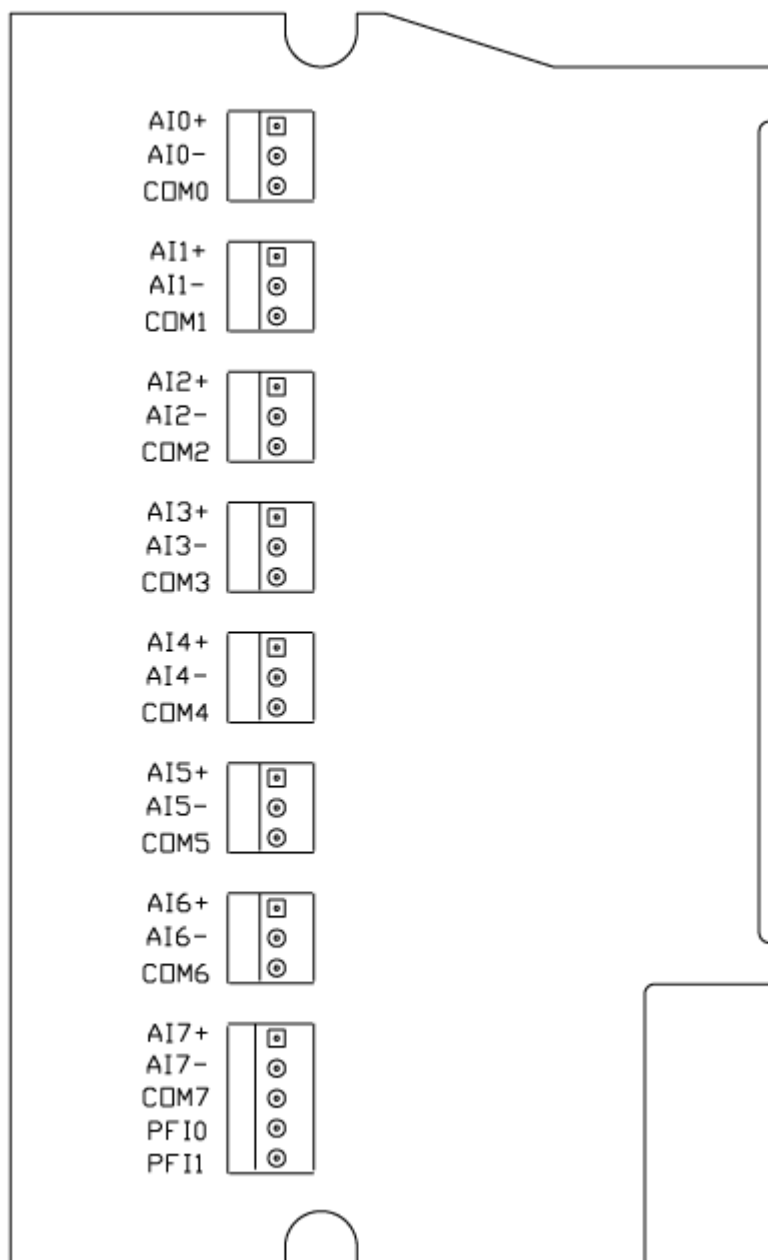 AI0+
AI0-
COM0
AI1+
AI1-
COM1
AI2+
AI2-
COM2
AI3+
AI3-
COM3
AI4+
AI4-
COM4
AI5+
AI5-
COM5
AI6+
AI6-
COM6
AI7+
AI7-
COM7
PFI0
PFI1